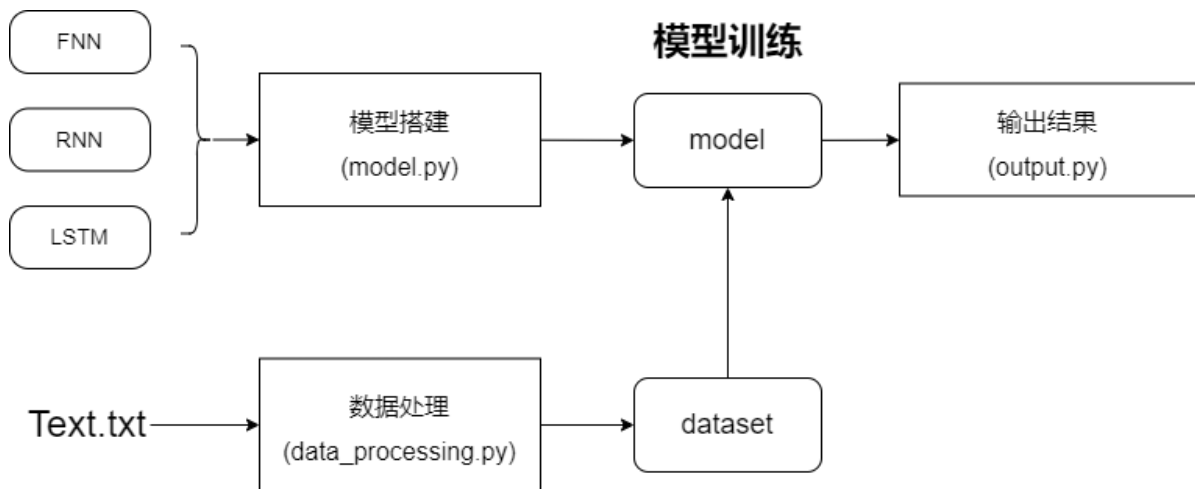 FNN
RNN
LSTM
模型搭建
(model.py)
模型训练
model
输出结果
(output.py)
Text.txt
数据处理
(data_processing.py)
dataset